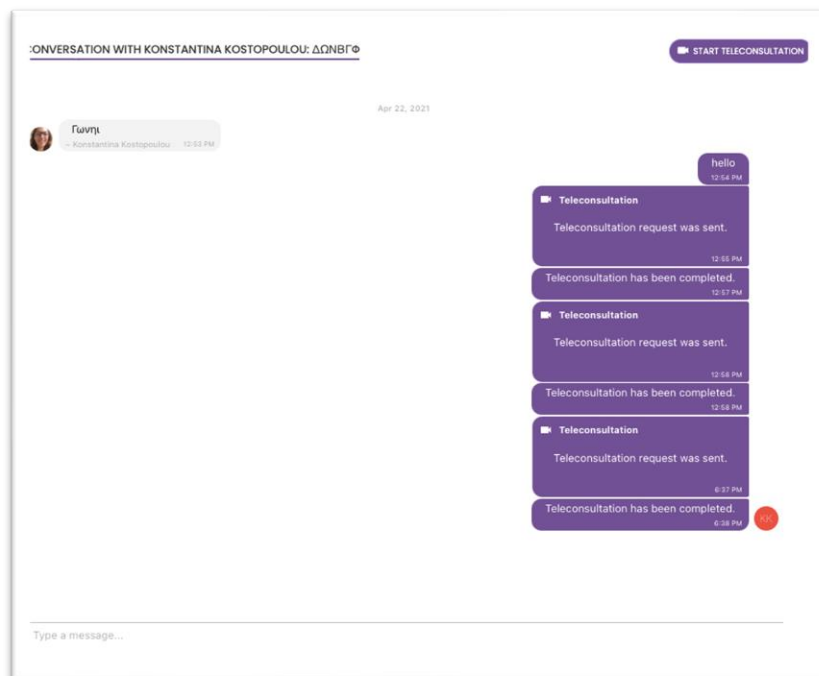 :ONVERSATION WITH KONSTANTINA KOSTOPOULOU: ΔΩΝΒΓΦ
START TELECONSULTATION
Apr 22, 2021
Γωνηι
– Konstantina Kostopoulou 12:53 PM
hello
12:54 PM
Teleconsultation
Teleconsultation request was sent.
12:55 PM
Teleconsultation has been completed.
12:57 PM
Teleconsultation
Teleconsultation request was sent.
12:58 PM
Teleconsultation has been completed.
12:58 PM
Teleconsultation
Teleconsultation request was sent.
6:37 PM
Teleconsultation has been completed.
6:38 PM
KK
Type a message...